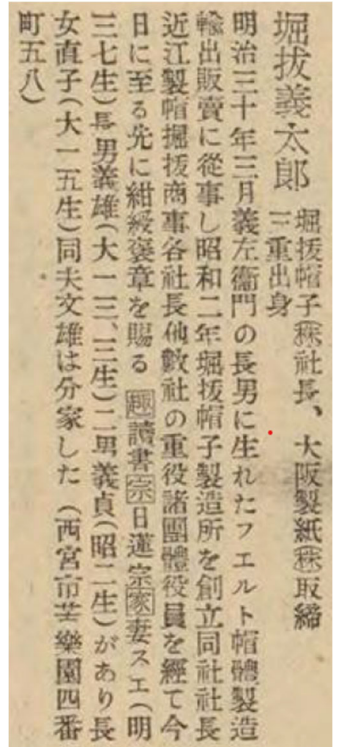 堀抜義太郎
堀抜帽子㈱社長、大阪製紙㈱取締
三重出身
明治三十年三月義左衞門の長男に生れたフエルト帽體製造
輸出販賣に從事し昭和二年堀抜帽子製造所を創立同社社長
近江製帽堀抜商事各社長他數社の重役諸團體役員を經て今
日に至る先に紺綬褒章を賜る 趣讀書宗日蓮宗家妻スエ(明
三七生)長男義雄(大一三、三生)二男義貞(昭二生)があり長
女直子(大一五生)同夫文雄は分家した (西宮市苦樂園四番
町五八)